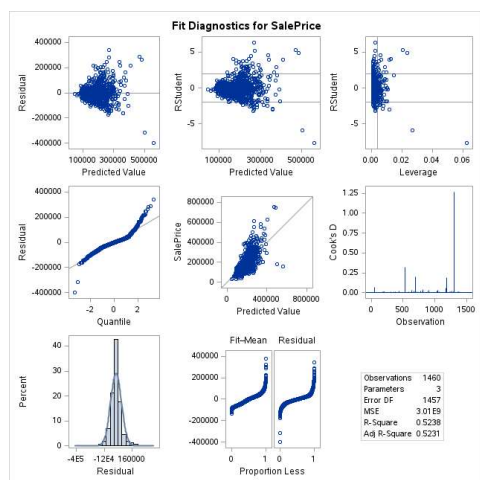 Fit Diagnostics for SalePrice
400000
200000
0
-200000
-400000
Residual
100000 300000 500000
Predicted Value
5
0
-5
RStudent
100000 300000 500000
Predicted Value
5
0
-5
RStudent
0.00 0.02 0.04 0.06
Leverage
400000
200000
0
-200000
-400000
Residual
-2 0 2
Quantile
800000
600000
400000
200000
0
SalePrice
0 400000 800000
Predicted Value
1.25
1.00
0.75
0.50
0.25
0.00
Cook's D
0 500 1000 1500
Observation
40
30
20
10
0
Percent
-4E5 -12E4 160000
Residual
Fit–Mean Residual
400000
200000
0
-200000
-400000
0 1 0 1
Proportion Less
Observations 1460
Parameters 3
Error DF 1457
MSE 3.01E9
R-Square 0.5238
Adj R-Square 0.5231